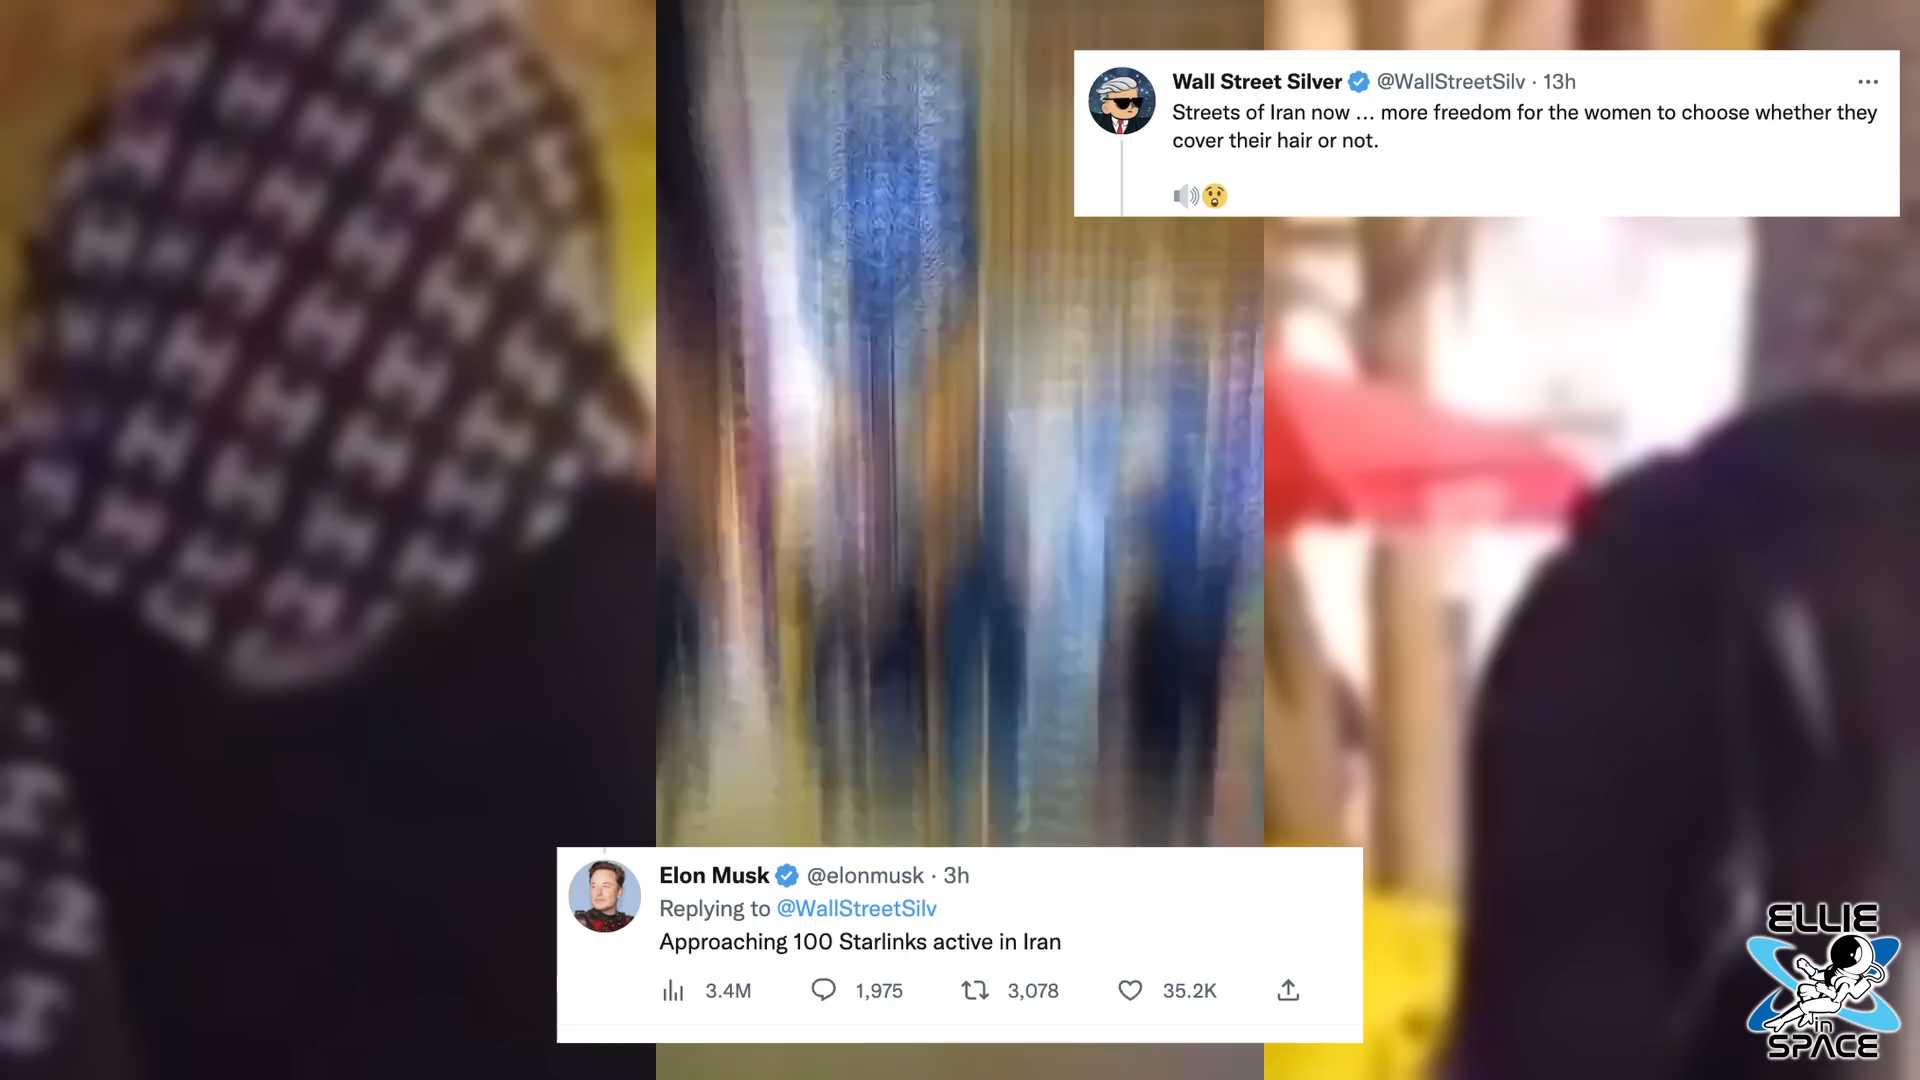 Wall Street Silver @WallStreetSilv · 13h
Streets of Iran now ... more freedom for the women to choose whether they
cover their hair or not.
🔊😲
Elon Musk @elonmusk · 3h
Replying to @WallStreetSilv
Approaching 100 Starlinks active in Iran
3.4M 1,975 3,078 35.2K
ELLIE
in
SPACE